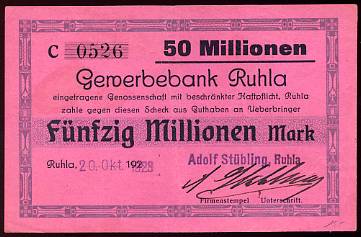 C 0526 50 Millionen
Gewerbebank Ruhla
eingetragene Genossenschaft mit beschränkter Haftpflicht, Ruhla
zahle gegen diesen Scheck aus Guthaben an Ueberbringer
Fünfzig Millionen Mark
Ruhla, 20. Okt. 1923
Adolf Stübling, Ruhla.
Firmenstempel Unterschrift.